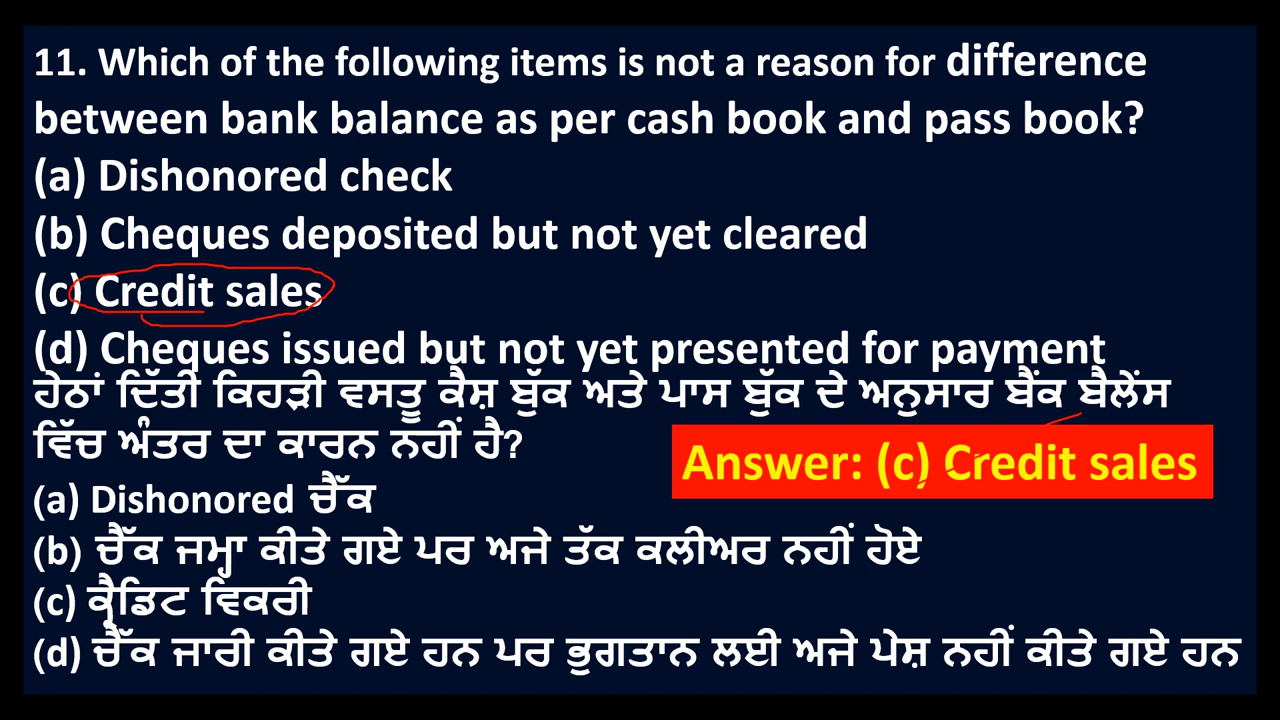 11. Which of the following items is not a reason for difference
between bank balance as per cash book and pass book?
(a) Dishonored check
(b) Cheques deposited but not yet cleared
(c) Credit sales
(d) Cheques issued but not yet presented for payment
ਹੇਠਾਂ ਦਿੱਤੀ ਕਿਹੜੀ ਵਸਤੂ ਕੈਸ਼ ਬੁੱਕ ਅਤੇ ਪਾਸ ਬੁੱਕ ਦੇ ਅਨੁਸਾਰ ਬੈਂਕ ਬੈਲੇਂਸ
ਵਿੱਚ ਅੰਤਰ ਦਾ ਕਾਰਨ ਨਹੀਂ ਹੈ?
Answer: (c) Credit sales
(a) Dishonored ਚੈੱਕ
(b) ਚੈੱਕ ਜਮ੍ਹਾ ਕੀਤੇ ਗਏ ਪਰ ਅਜੇ ਤੱਕ ਕਲੀਅਰ ਨਹੀਂ ਹੋਏ
(c) ਕ੍ਰੈਡਿਟ ਵਿਕਰੀ
(d) ਚੈੱਕ ਜਾਰੀ ਕੀਤੇ ਗਏ ਹਨ ਪਰ ਭੁਗਤਾਨ ਲਈ ਅਜੇ ਪੇਸ਼ ਨਹੀਂ ਕੀਤੇ ਗਏ ਹਨ